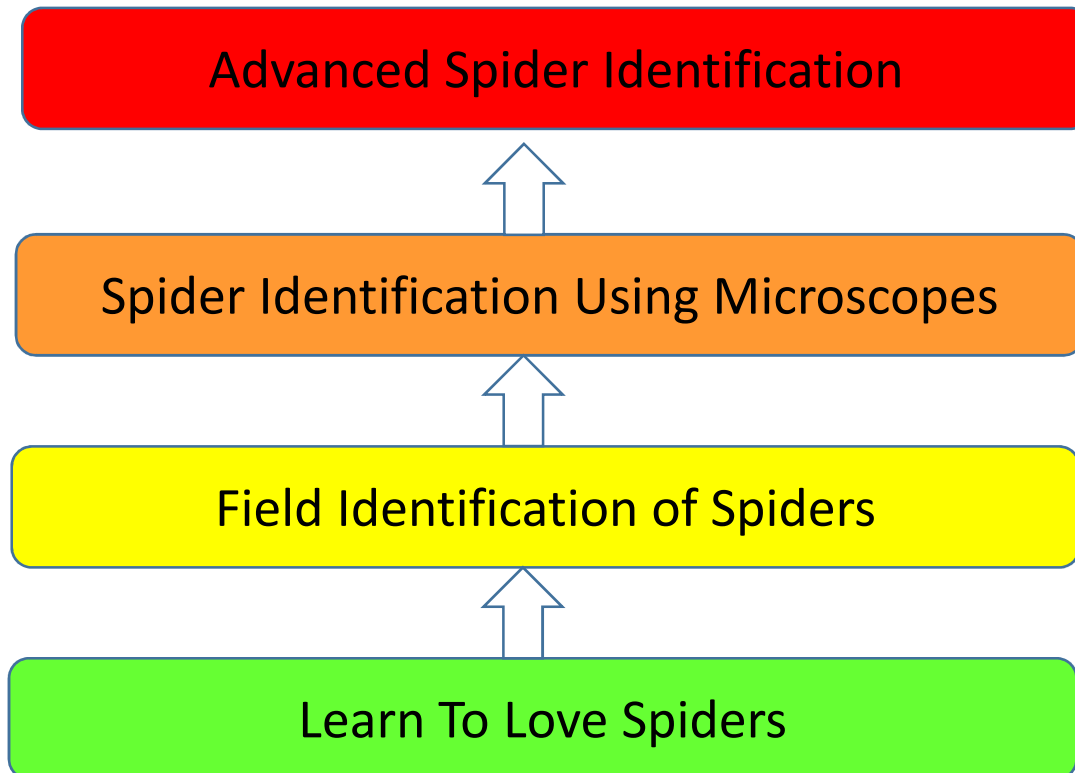 Advanced Spider Identification
Spider Identification Using Microscopes
Field Identification of Spiders
Learn To Love Spiders